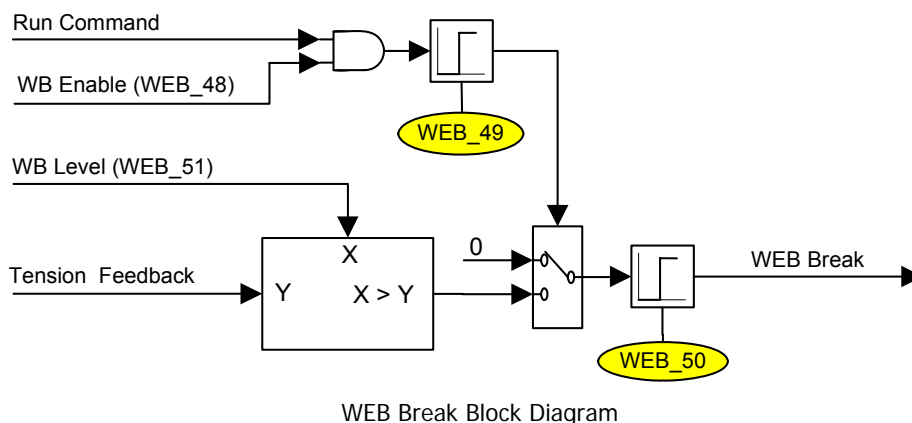 Run Command
WB Enable (WEB_48)
WEB_49
WB Level (WEB_51)
X
0
Tension Feedback
Y
X > Y
WEB Break
WEB_50
WEB Break Block Diagram